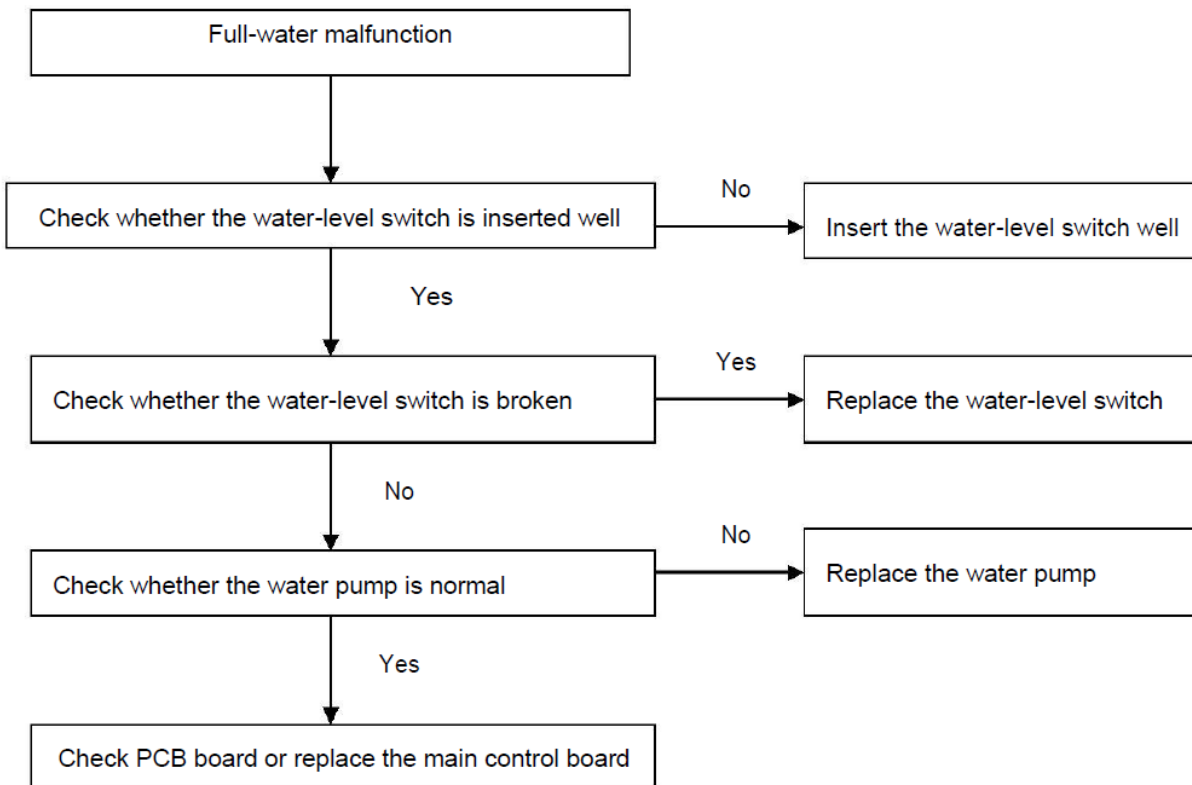 Full-water malfunction
No
Check whether the water-level switch is inserted well
Insert the water-level switch well
Yes
Yes
Check whether the water-level switch is broken
Replace the water-level switch
No
No
Check whether the water pump is normal
Replace the water pump
Yes
Check PCB board or replace the main control board